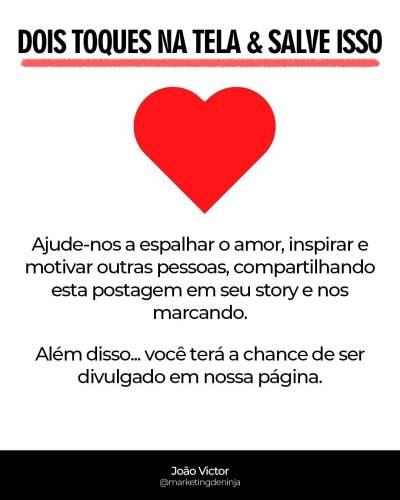 DOIS TOQUES NA TELA & SALVE ISSO
Ajude-nos a espalhar o amor, inspirar e
motivar outras pessoas, compartilhando
esta postagem em seu story e nos
marcando.
Além disso... você terá a chance de ser
divulgado em nossa página.
João Victor
@marketingdeninja